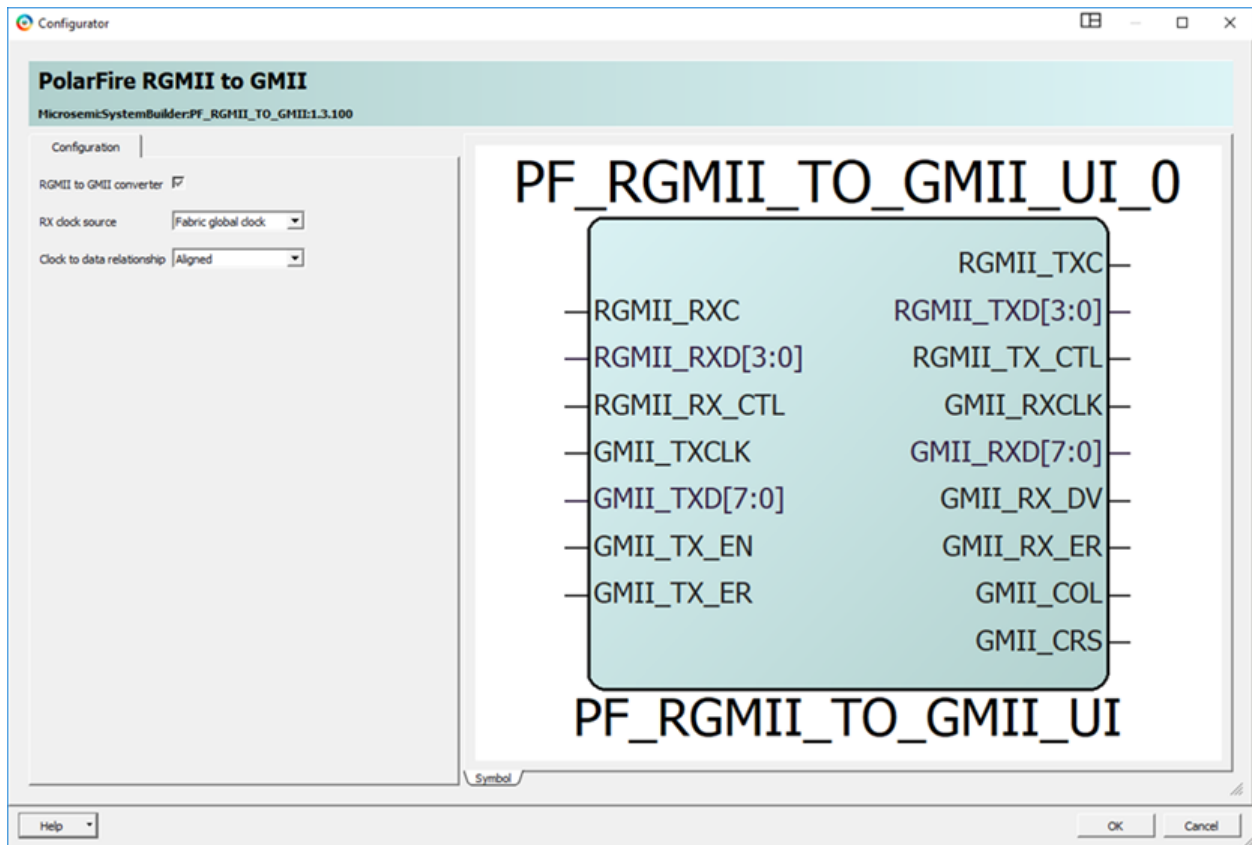 Configurator
PolarFire RGMII to GMII
Microsemi:SystemBuilder:PF_RGMII_TO_GMII:1.3.100
Configuration
RGMII to GMII converter
RX clock source Fabric global clock
Clock to data relationship Aligned
PF_RGMII_TO_GMII_UI_0
RGMII_TXC
RGMII_RXC RGMII_TXD[3:0]
RGMII_RXD[3:0] RGMII_TX_CTL
RGMII_RX_CTL GMII_RXCLK
GMII_TXCLK GMII_RXD[7:0]
GMII_TXD[7:0] GMII_RX_DV
GMII_TX_EN GMII_RX_ER
GMII_TX_ER GMII_COL
GMII_CRS
PF_RGMII_TO_GMII_UI
Symbol
Help OK Cancel